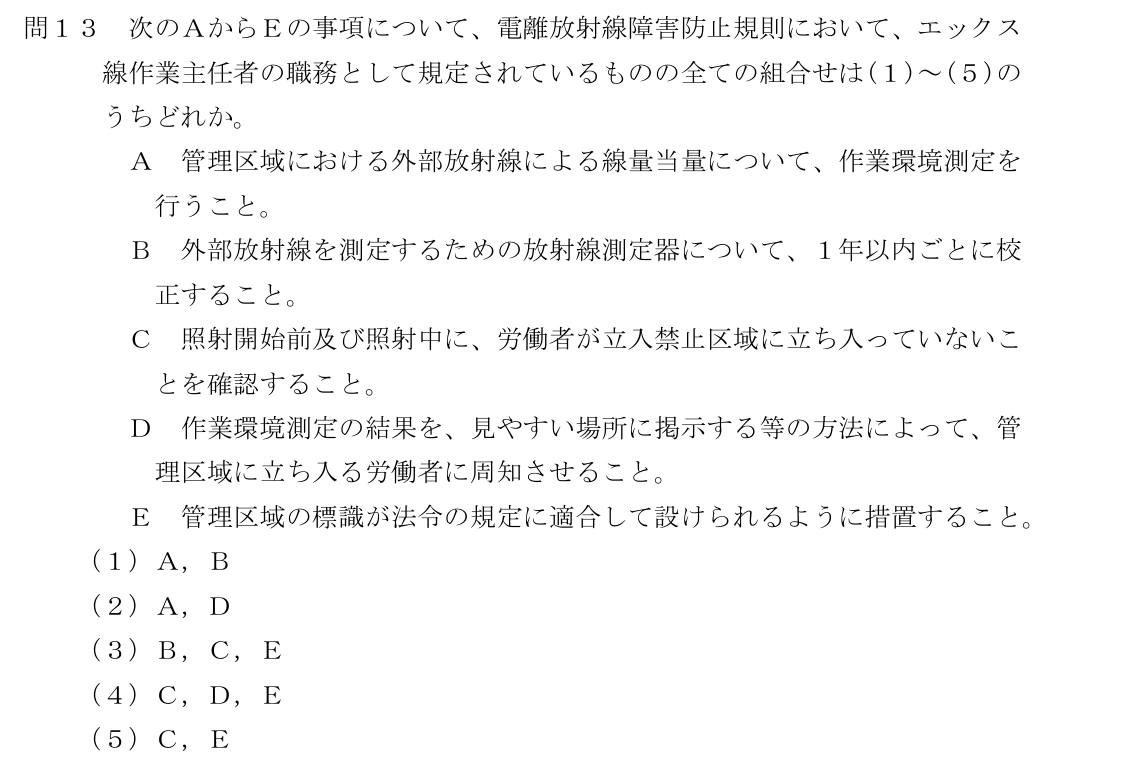 問１３　次のＡからＥの事項について、電離放射線障害防止規則において、エックス
線作業主任者の職務として規定されているものの全ての組合せは(１)～(５)の
うちどれか。
Ａ　管理区域における外部放射線による線量当量について、作業環境測定を
行うこと。
Ｂ　外部放射線を測定するための放射線測定器について、１年以内ごとに校
正すること。
Ｃ　照射開始前及び照射中に、労働者が立入禁止区域に立ち入っていないこ
とを確認すること。
Ｄ　作業環境測定の結果を、見やすい場所に掲示する等の方法によって、管
理区域に立ち入る労働者に周知させること。
Ｅ　管理区域の標識が法令の規定に適合して設けられるように措置すること。
(１) Ａ，Ｂ
(２) Ａ，Ｄ
(３) Ｂ，Ｃ，Ｅ
(４) Ｃ，Ｄ，Ｅ
(５) Ｃ，Ｅ